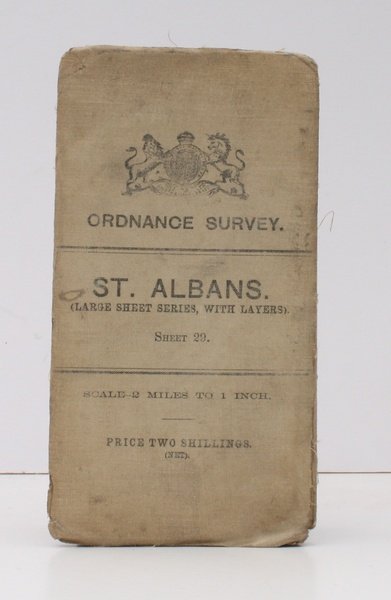 ORDNANCE SURVEY.
ST. ALBANS.
(LARGE SHEET SERIES, WITH LAYERS).
SHEET 29.
SCALE-2 MILES TO 1 INCH.
PRICE TWO SHILLINGS.
(NET).